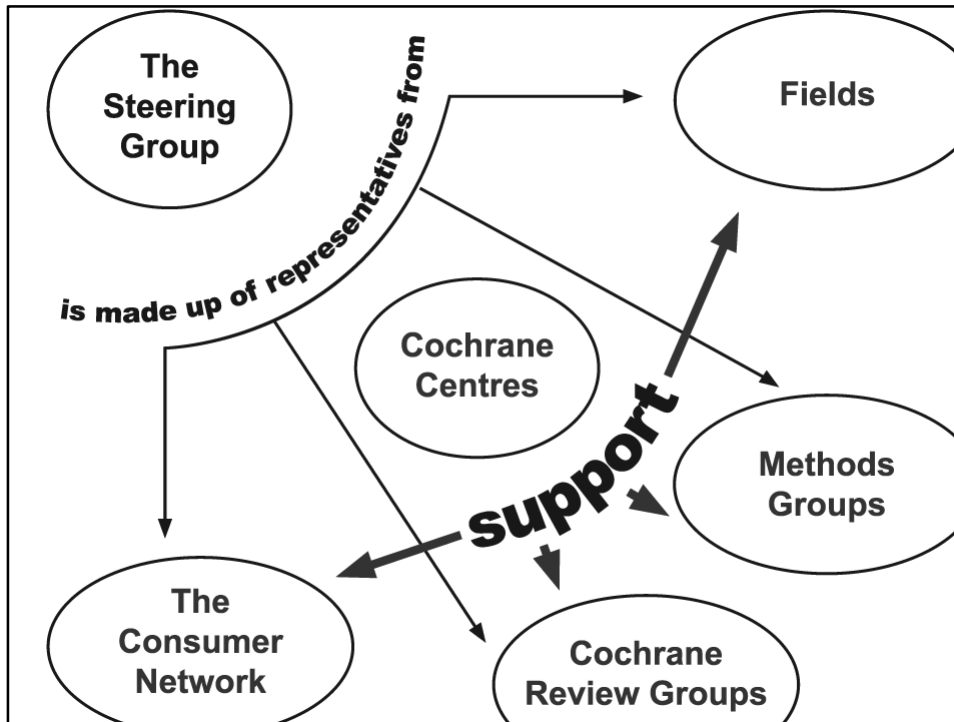 The
Steering
Group
is made up of representatives from
Fields
Cochrane
Centres
support
Methods
Groups
The
Consumer
Network
Cochrane
Review Groups